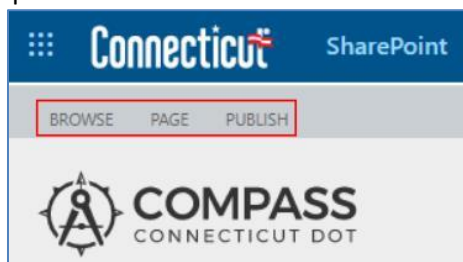 Connecticut SharePoint
BROWSE PAGE PUBLISH
COMPASS
CONNECTICUT DOT